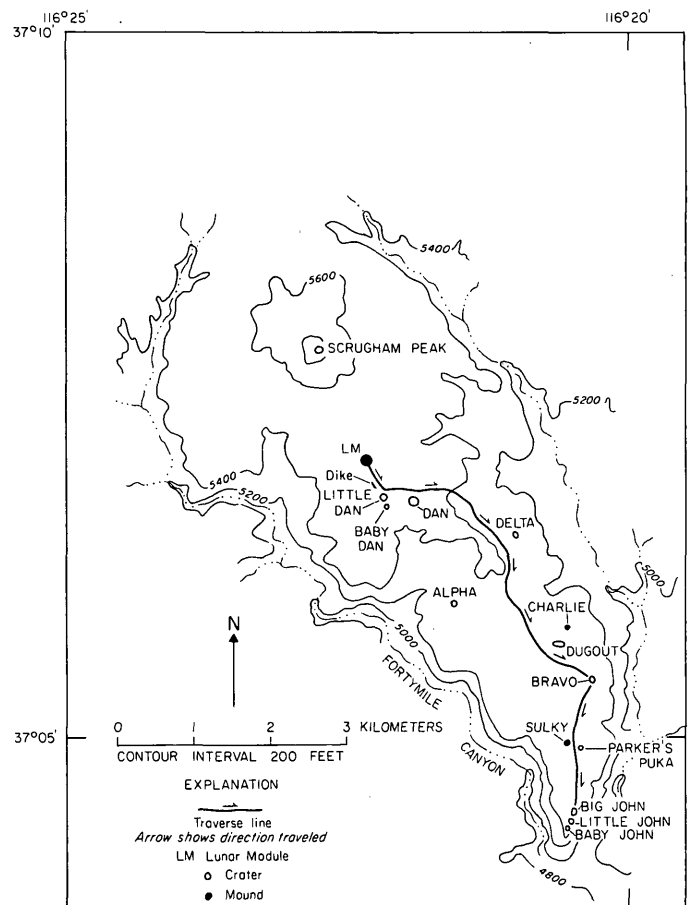 116°25'
116°20'
37°10'
5400
5600
SCRUGHAM PEAK
5200
LM
5400
Dike
5200
LITTLE
DAN
DAN
BABY
DAN
DELTA
5000
ALPHA
CHARLIE
5000
N
DUGOUT
FORTYMILE
CANYON
BRAVO
37°05'
0 1 2 3 KILOMETERS
SULKY
PARKER'S
PUKA
CONTOUR INTERVAL 200 FEET
EXPLANATION
Traverse line
Arrow shows direction traveled
LM Lunar Module
Crater
Mound
BIG JOHN
LITTLE JOHN
BABY JOHN
4800